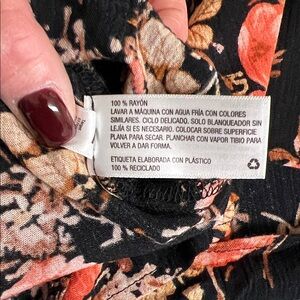 100 % RAYÓN
LAVAR A MÁQUINA CON AGUA FRÍA CON COLORES
SIMILARES. CICLO DELICADO. SOLO BLANQUEADOR SIN
LEJÍA SI ES NECESARIO. COLOCAR SOBRE SUPERFICIE
PLANA PARA SECAR. PLANCHAR CON VAPOR TIBIO PARA
VOLVER A DAR FORMA.
ETIQUETA ELABORADA CON PLÁSTICO
100 % RECICLADO